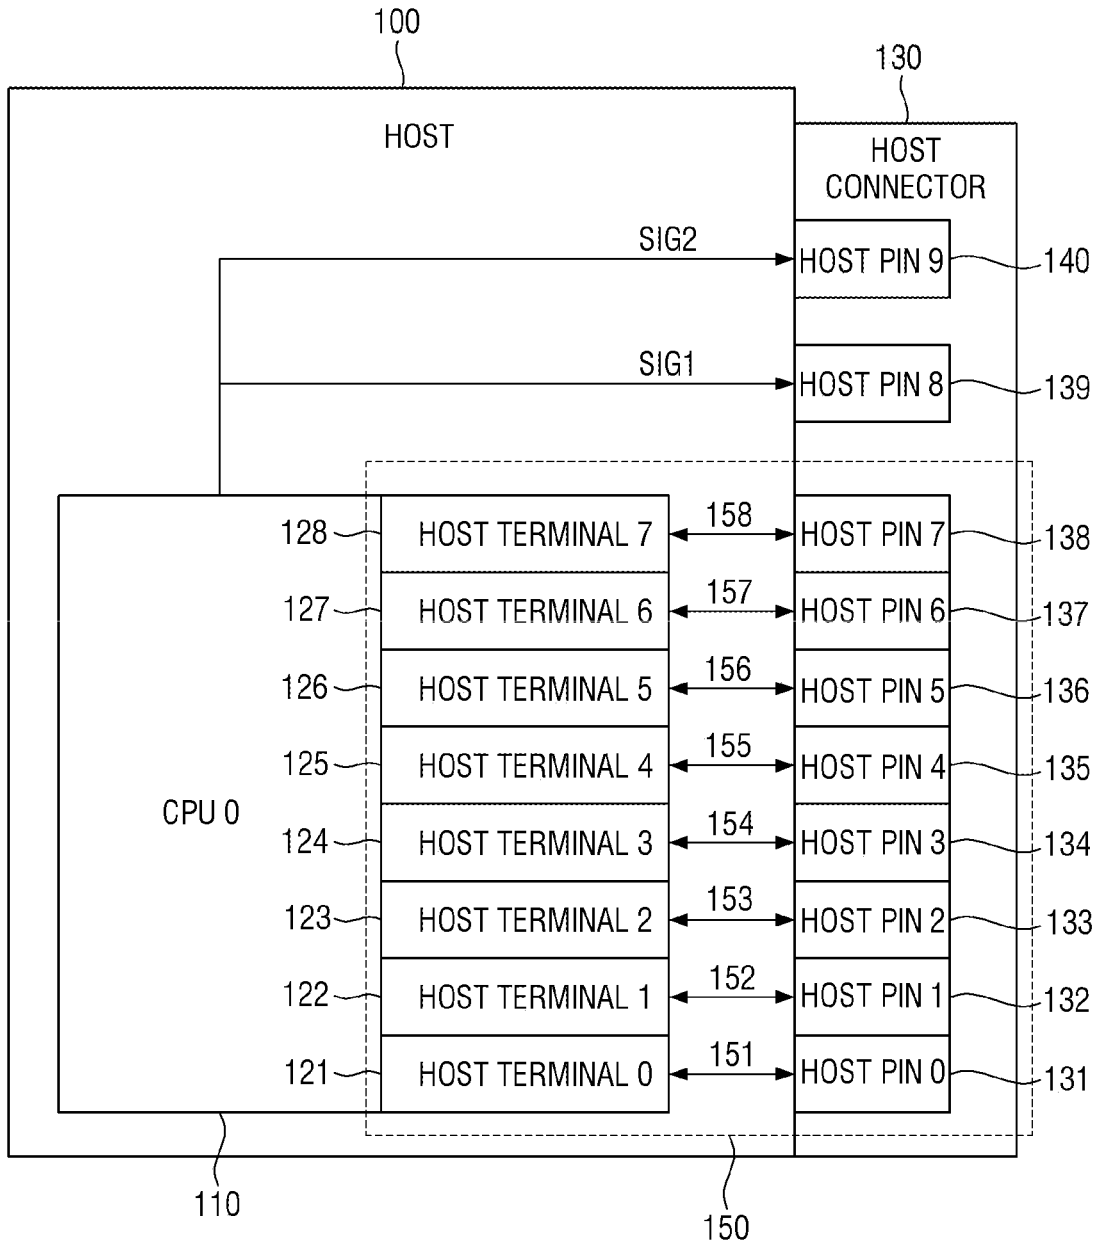 100
130
HOST
HOST
CONNECTOR
SIG2
HOST PIN 9
140
SIG1
HOST PIN 8
139
128
HOST TERMINAL 7
158
HOST PIN 7
138
127
HOST TERMINAL 6
157
HOST PIN 6
137
126
HOST TERMINAL 5
156
HOST PIN 5
136
125
HOST TERMINAL 4
155
HOST PIN 4
135
CPU 0
124
HOST TERMINAL 3
154
HOST PIN 3
134
123
HOST TERMINAL 2
153
HOST PIN 2
133
122
HOST TERMINAL 1
152
HOST PIN 1
132
121
HOST TERMINAL 0
151
HOST PIN 0
131
110
150